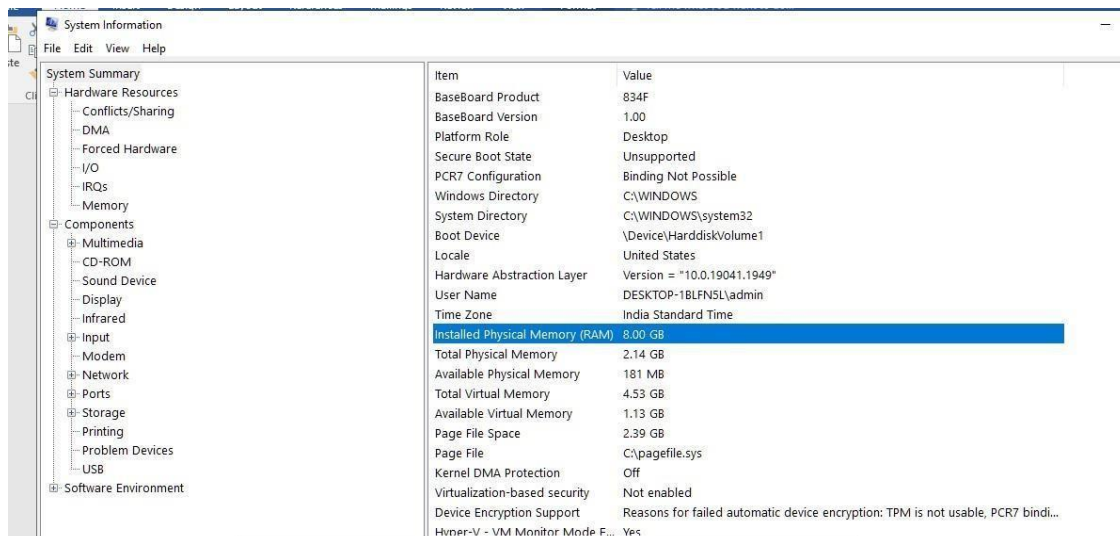 System Information
File Edit View Help
System Summary
Hardware Resources
Conflicts/Sharing
DMA
Forced Hardware
I/O
IRQs
Memory
Components
Multimedia
CD-ROM
Sound Device
Display
Infrared
Input
Modem
Network
Ports
Storage
Printing
Problem Devices
USB
Software Environment
Item Value
BaseBoard Product 834F
BaseBoard Version 1.00
Platform Role Desktop
Secure Boot State Unsupported
PCR7 Configuration Binding Not Possible
Windows Directory C:\WINDOWS
System Directory C:\WINDOWS\system32
Boot Device \Device\HarddiskVolume1
Locale United States
Hardware Abstraction Layer Version = "10.0.19041.1949"
User Name DESKTOP-1BLFN5L\admin
Time Zone India Standard Time
Installed Physical Memory (RAM) 8.00 GB
Total Physical Memory 2.14 GB
Available Physical Memory 181 MB
Total Virtual Memory 4.53 GB
Available Virtual Memory 1.13 GB
Page File Space 2.39 GB
Page File C:\pagefile.sys
Kernel DMA Protection Off
Virtualization-based security Not enabled
Device Encryption Support Reasons for failed automatic device encryption: TPM is not usable, PCR7 bindi...
Hyper-V - VM Monitor Mode E... Yes